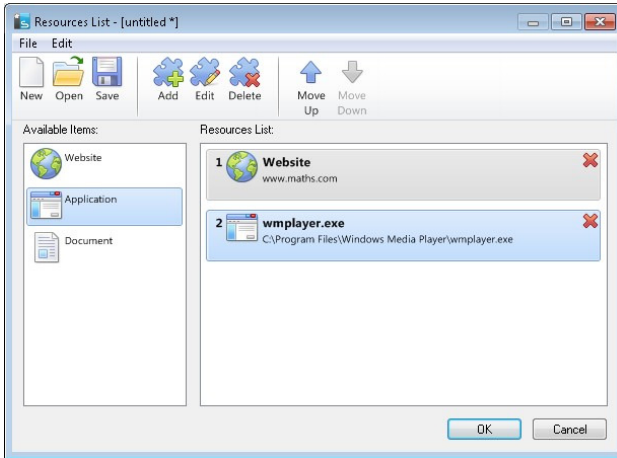 Resources List - [untitled *]
File Edit
New Open Save Add Edit Delete Move Up Move Down
Available Items:
Website
Application
Document
Resources List:
1 Website
www.maths.com
2 wmplayer.exe
C:\Program Files\Windows Media Player\wmplayer.exe
OK Cancel